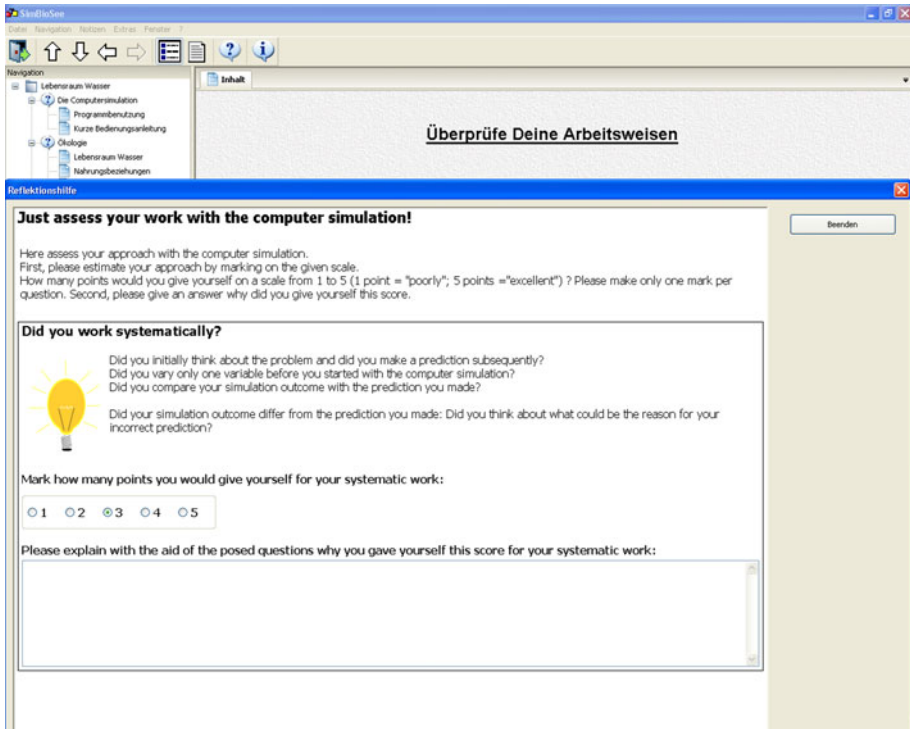 SimBioSee
Datei Navigation Notizen Extras Fenster ?
Navigation
Inhalt
Lebensraum Wasser
Die Computersimulation
Programmbenutzung
Kurze Bedienungsanleitung
Ökologie
Lebensraum Wasser
Nahrungsbeziehungen
Überprüfe Deine Arbeitsweisen
Reflektionshilfe
Just assess your work with the computer simulation!
Beenden
Here assess your approach with the computer simulation.
First, please estimate your approach by marking on the given scale.
How many points would you give yourself on a scale from 1 to 5 (1 point = "poorly"; 5 points ="excellent") ? Please make only one mark per
question. Second, please give an answer why did you give yourself this score.
Did you work systematically?
Did you initially think about the problem and did you make a prediction subsequently?
Did you vary only one variable before you started with the computer simulation?
Did you compare your simulation outcome with the prediction you made?
Did your simulation outcome differ from the prediction you made: Did you think about what could be the reason for your
incorrect prediction?
Mark how many points you would give yourself for your systematic work:
1 2 3 4 5
Please explain with the aid of the posed questions why you gave yourself this score for your systematic work: